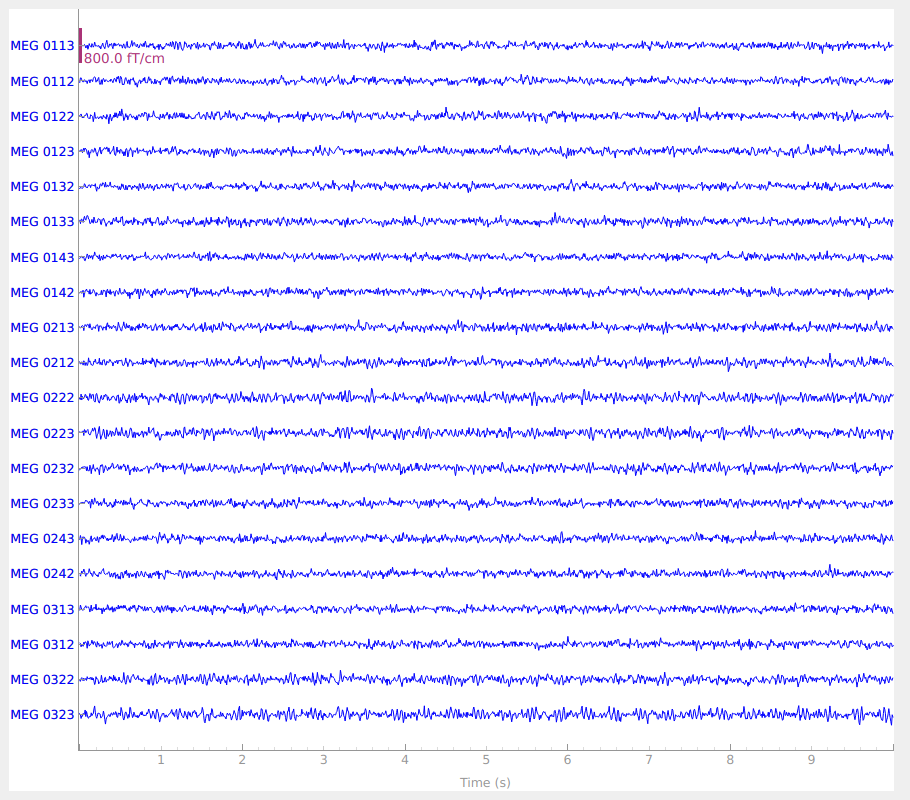 MEG 0113
800.0 fT/cm
MEG 0112
MEG 0122
MEG 0123
MEG 0132
MEG 0133
MEG 0143
MEG 0142
MEG 0213
MEG 0212
MEG 0222
MEG 0223
MEG 0232
MEG 0233
MEG 0243
MEG 0242
MEG 0313
MEG 0312
MEG 0322
MEG 0323
1 2 3 4 5 6 7 8 9
Time (s)